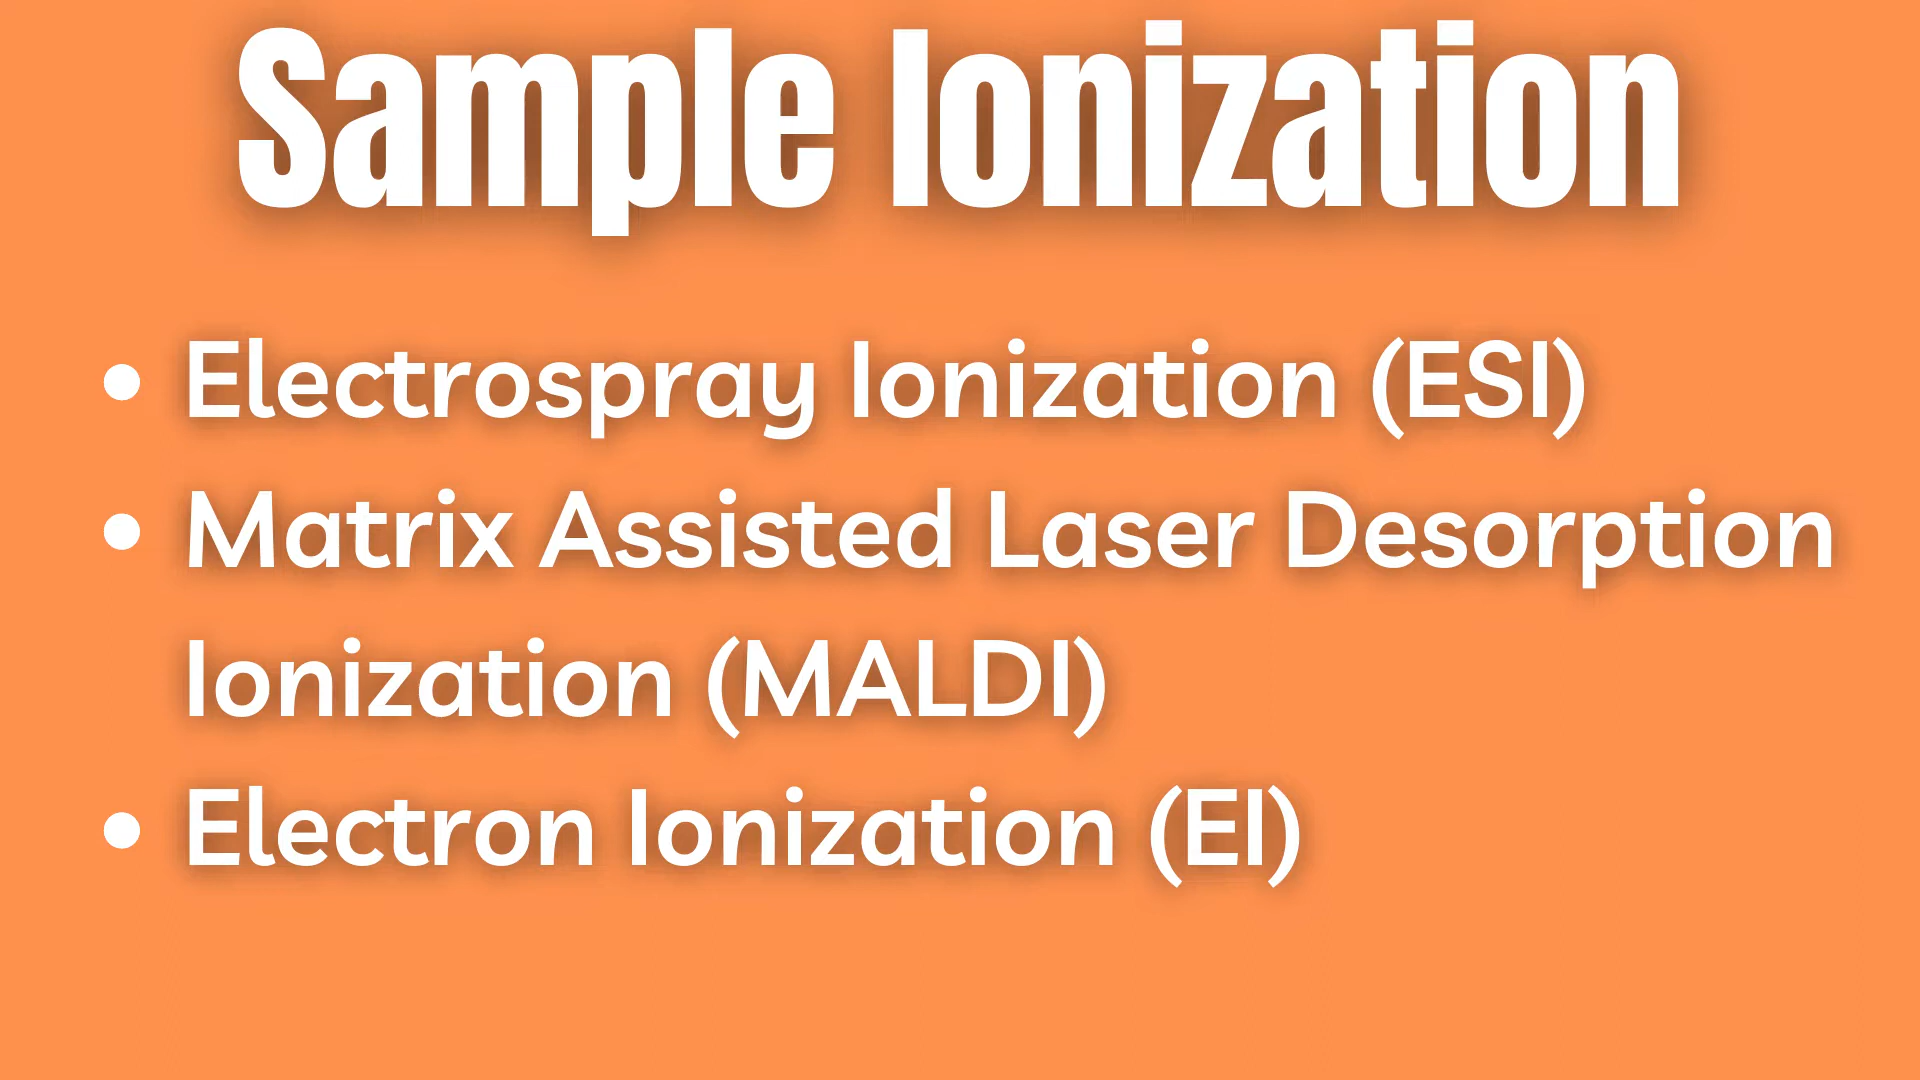 Sample Ionization
• Electrospray Ionization (ESI)
• Matrix Assisted Laser Desorption
Ionization (MALDI)
• Electron Ionization (EI)